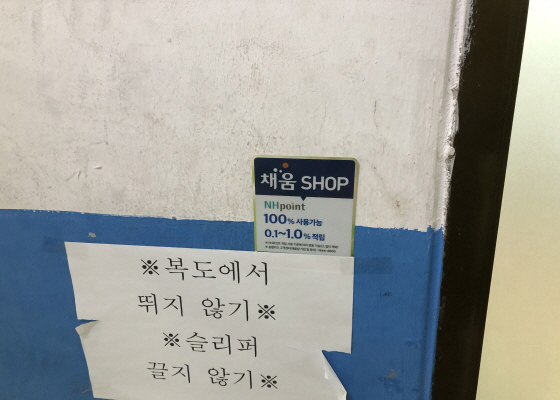 채움 SHOP
NHpoint
100% 사용가능
0.1~1.0% 적립
※복도에서
뛰지 않기※
※슬리퍼
끌지 않기※